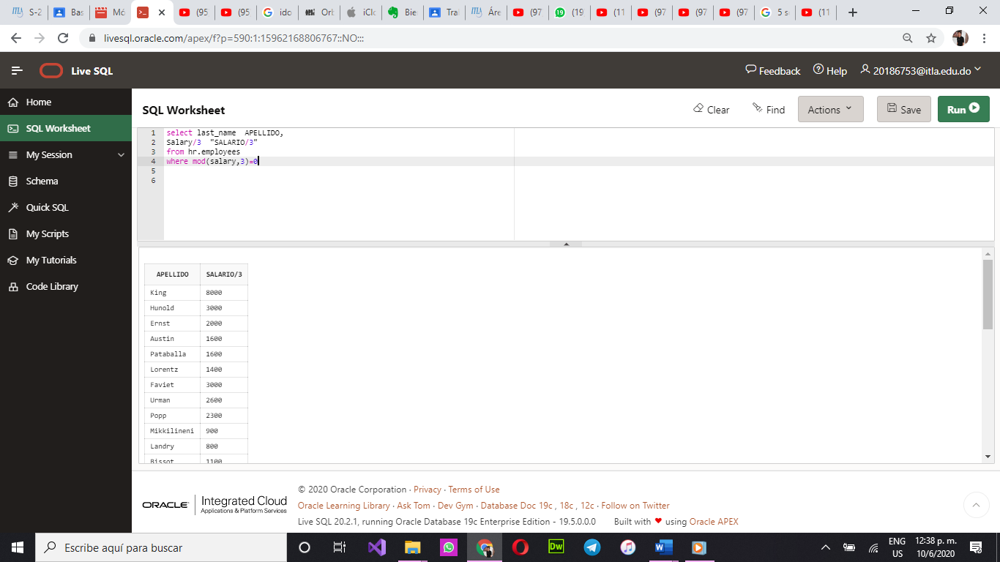 S-2
Bas
Mó
(95
(95
ido
Orb
iClo
Bie
Tra
Áre
(97
(19
(11
(97
(97
(97
5 s
(11
livesql.oracle.com/apex/f?p=590:1:15962168806767::NO:::
Live SQL
Feedback
Help
20186753@itla.edu.do
Home
SQL Worksheet
My Session
Schema
Quick SQL
My Scripts
My Tutorials
Code Library
SQL Worksheet
Clear
Find
Actions
Save
Run
1 select last_name  APELLIDO,
2 Salary/3  "SALARIO/3"
3 from hr.employees
4 where mod(salary,3)=0
5
6
APELLIDO SALARIO/3
King 8000
Hunold 3000
Ernst 2000
Austin 1600
Pataballa 1600
Lorentz 1400
Faviet 3000
Urman 2600
Popp 2300
Mikkilineni 900
Landry 800
Bissot 1100
ORACLE
Integrated Cloud
Applications & Platform Services
© 2020 Oracle Corporation · Privacy · Terms of Use
Oracle Learning Library · Ask Tom · Dev Gym · Database Doc 19c , 18c , 12c · Follow on Twitter
Live SQL 20.2.1, running Oracle Database 19c Enterprise Edition - 19.5.0.0.0 Built with ❤ using Oracle APEX
Escribe aquí para buscar
Dw
ENG
US
12:38 p. m.
10/6/2020